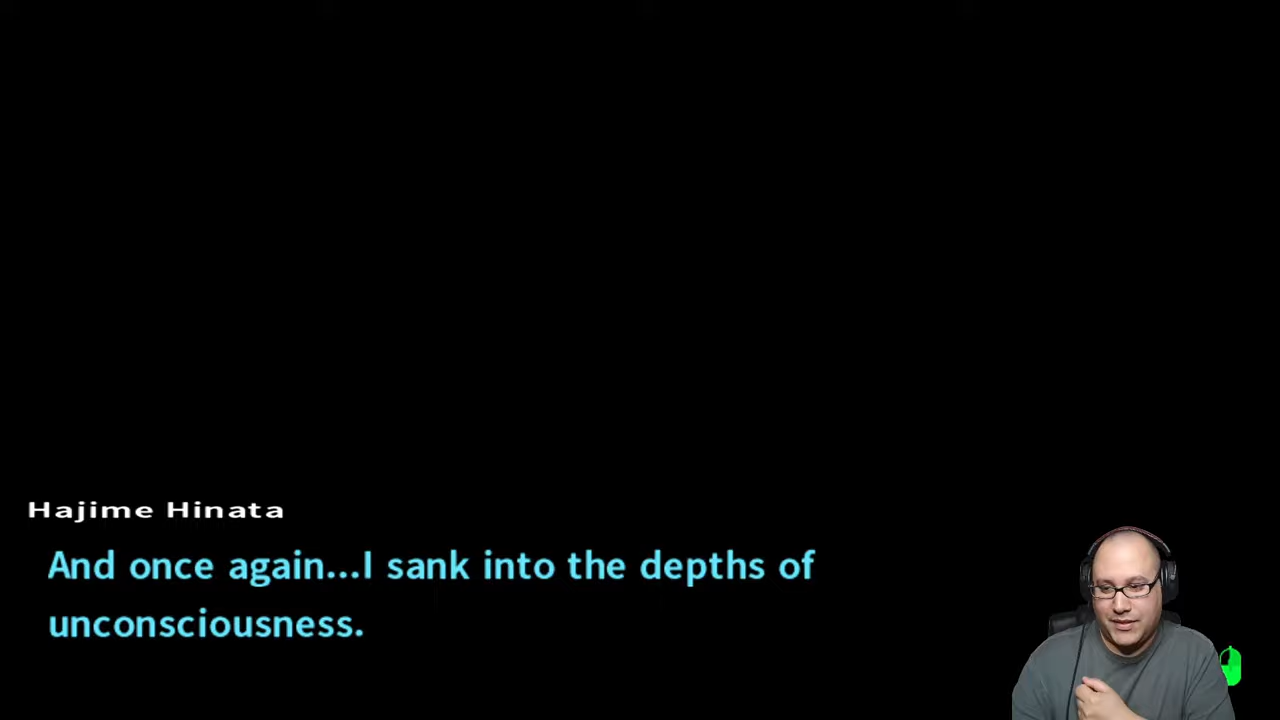 Hajime Hinata
And once again...I sank into the depths of
unconsciousness.